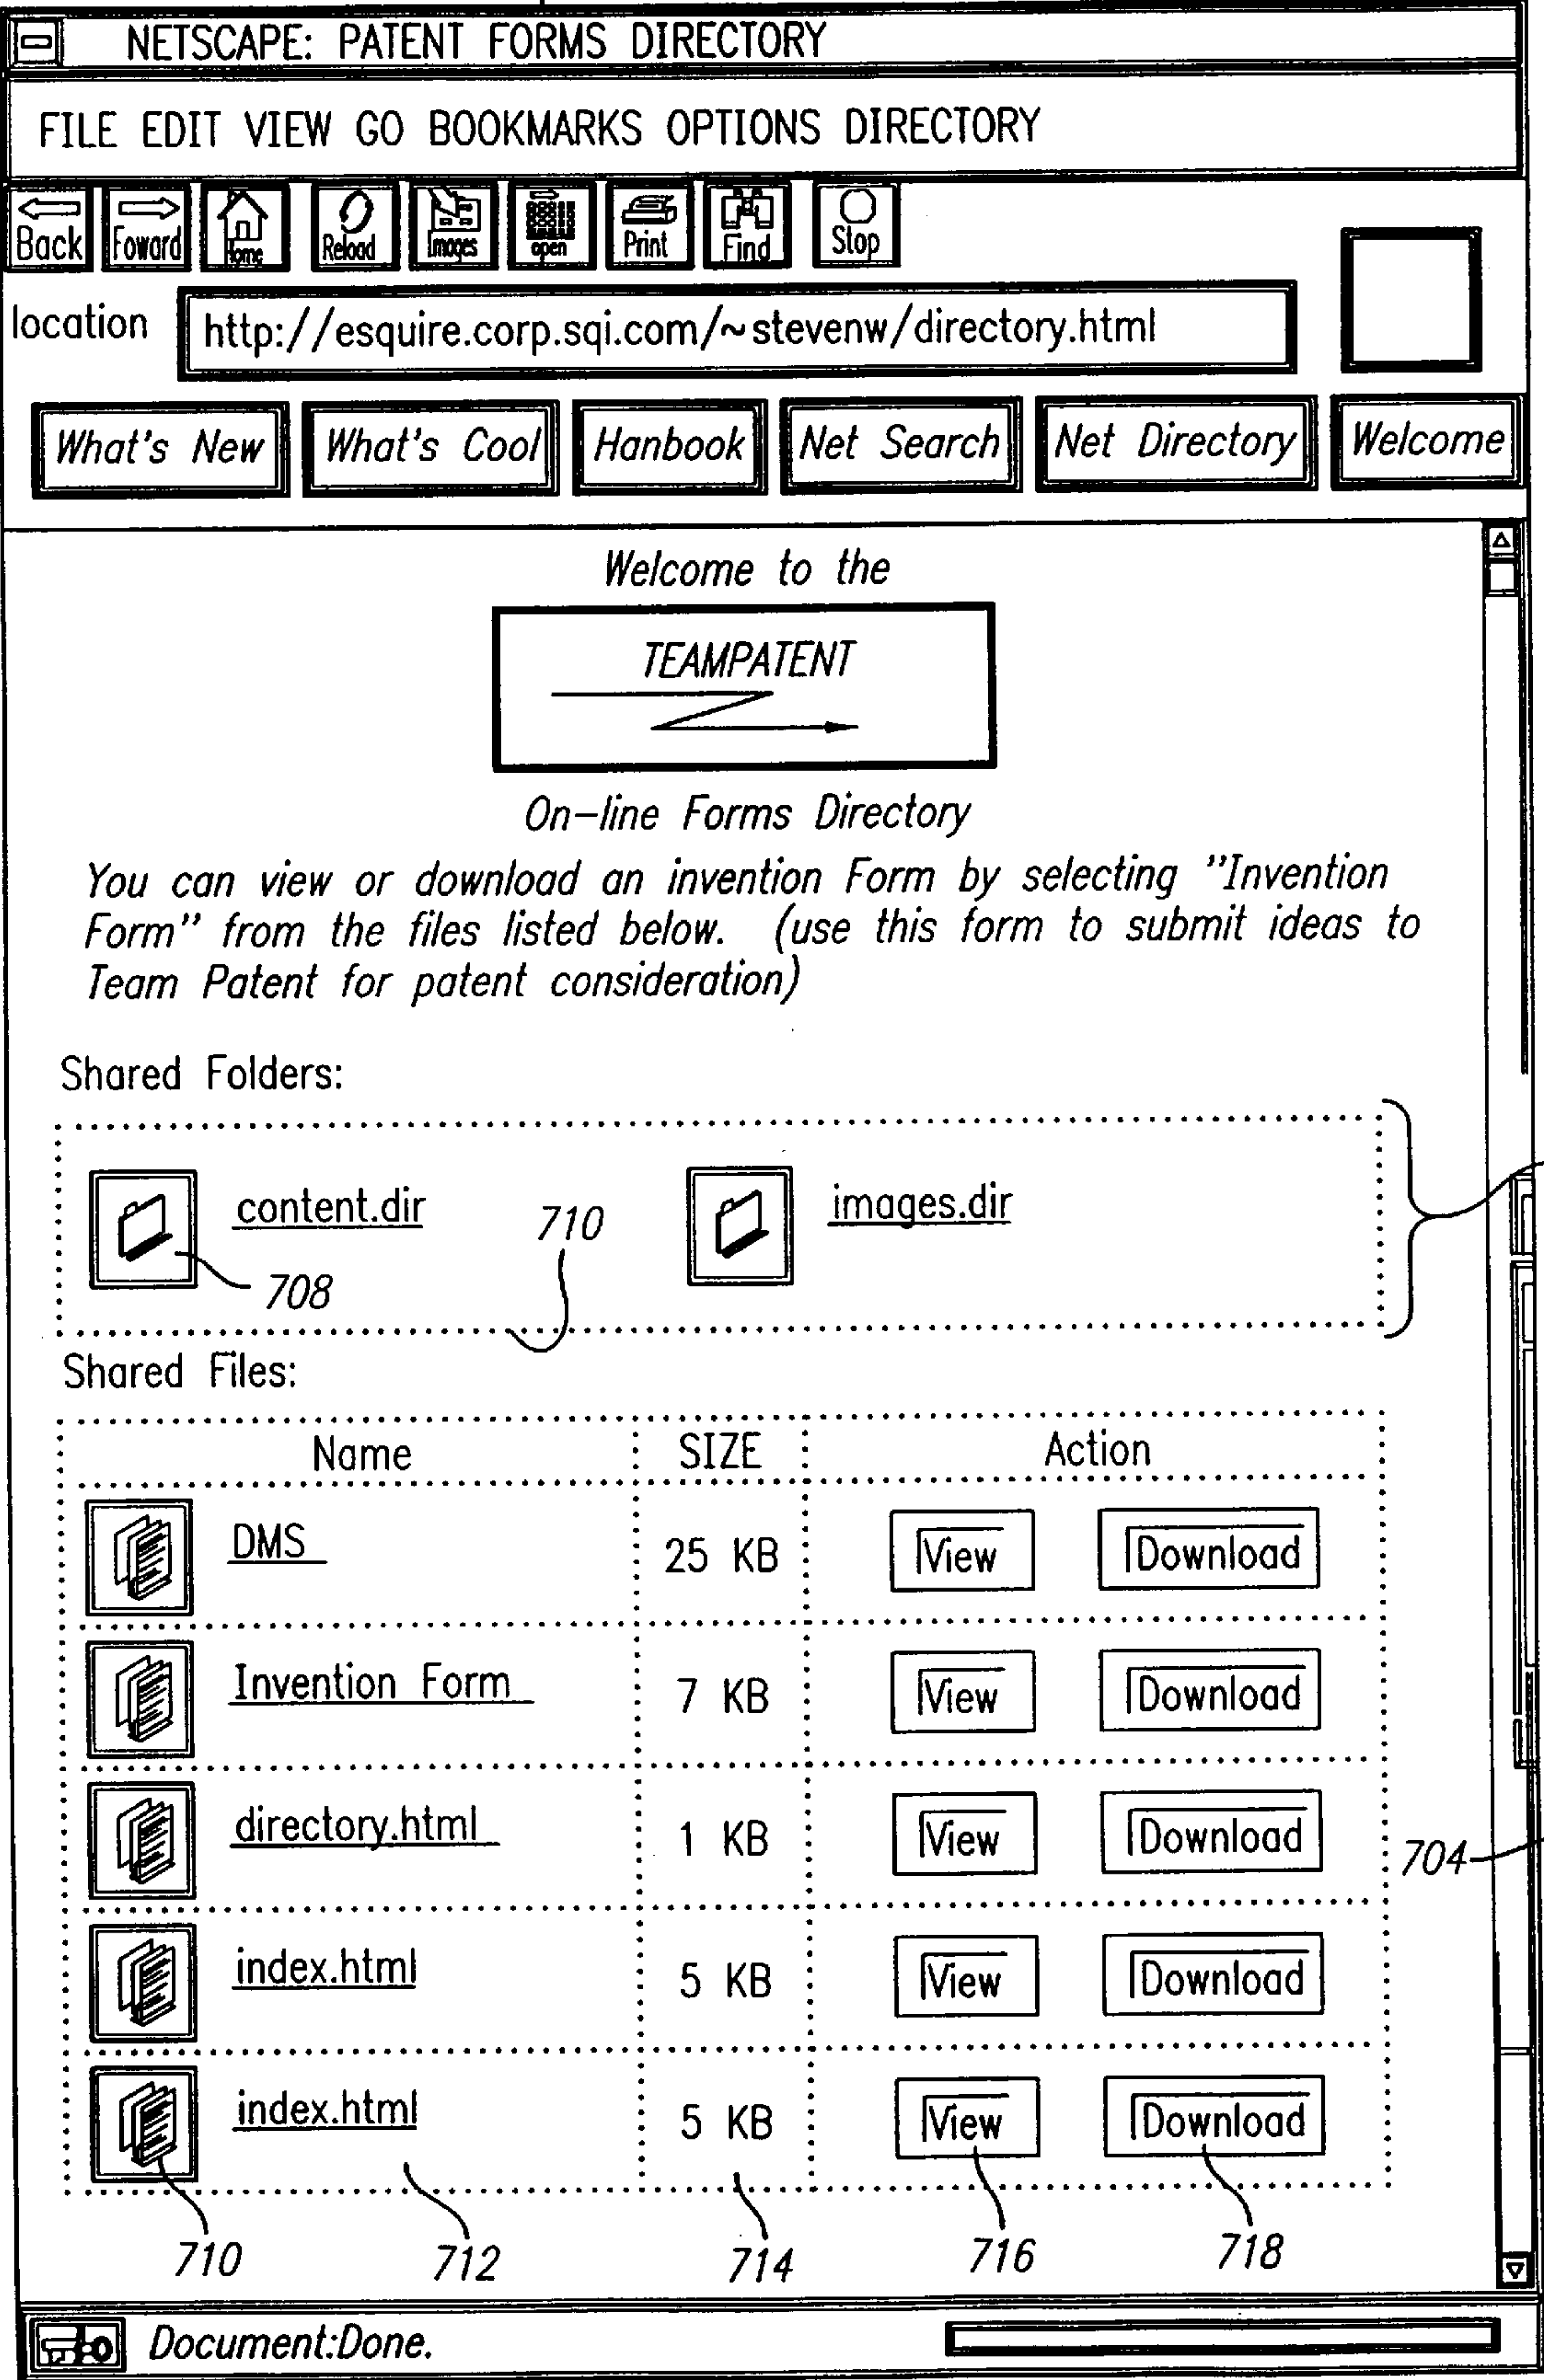 NETSCAPE: PATENT FORMS DIRECTORY
FILE EDIT VIEW GO BOOKMARKS OPTIONS DIRECTORY
Back Foward Home Reload Images open Print Find Stop
location http://esquire.corp.sqi.com/~stevenw/directory.html
What's New What's Cool Hanbook Net Search Net Directory Welcome
Welcome to the
TEAMPATENT
On-line Forms Directory
You can view or download an invention Form by selecting "Invention
Form" from the files listed below. (use this form to submit ideas to
Team Patent for patent consideration)
Shared Folders:
content.dir images.dir
710
708
Shared Files:
Name SIZE Action
DMS 25 KB View Download
Invention Form 7 KB View Download
directory.html 1 KB View Download
704
index.html 5 KB View Download
index.html 5 KB View Download
710 712 714 716 718
Document:Done.